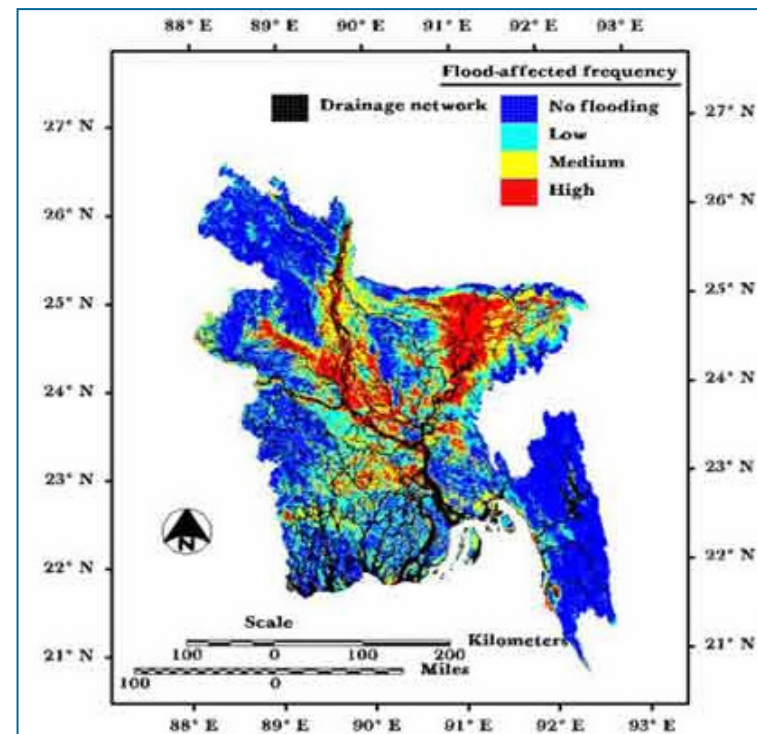 88° E 89° E 90° E 91° E 92° E 93° E
Flood-affected frequency
Drainage network
No flooding
Low
Medium
High
27° N
26° N
25° N
24° N
23° N
22° N
21° N
27° N
26° N
25° N
24° N
23° N
22° N
21° N
N
Scale
Kilometers
100 0 100 200
Miles
100 0
88° E 89° E 90° E 91° E 92° E 93° E